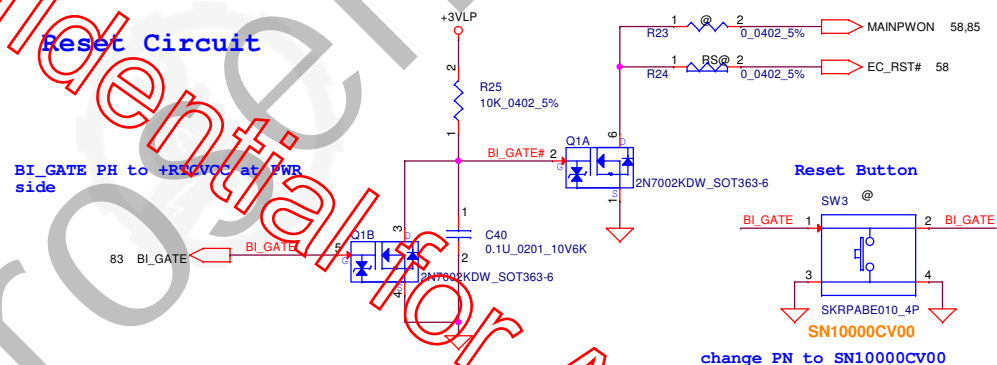 Reset Circuit
+3VLP
2
R25
10K_0402_5%
1
1 @ 2
R23 0_0402_5%
MAINPWON 58,85
1 RS@ 2
R24 0_0402_5%
EC_RST# 58
BI_GATE PH to +RTCVCC at PWR
side
BI_GATE# 2
Q1A
6
D
G
S
1
2N7002KDW_SOT363-6
Reset Button
SW3 @
BI_GATE 1
2 BI_GATE
3
4
SKRPABE010_4P
SN10000CV00
change PN to SN10000CV00
1
C40
0.1U_0201_10V6K
2
Q1B
3
D
83 BI_GATE
BI_GATE 5
G
S
4
2N7002KDW_SOT363-6
dential for